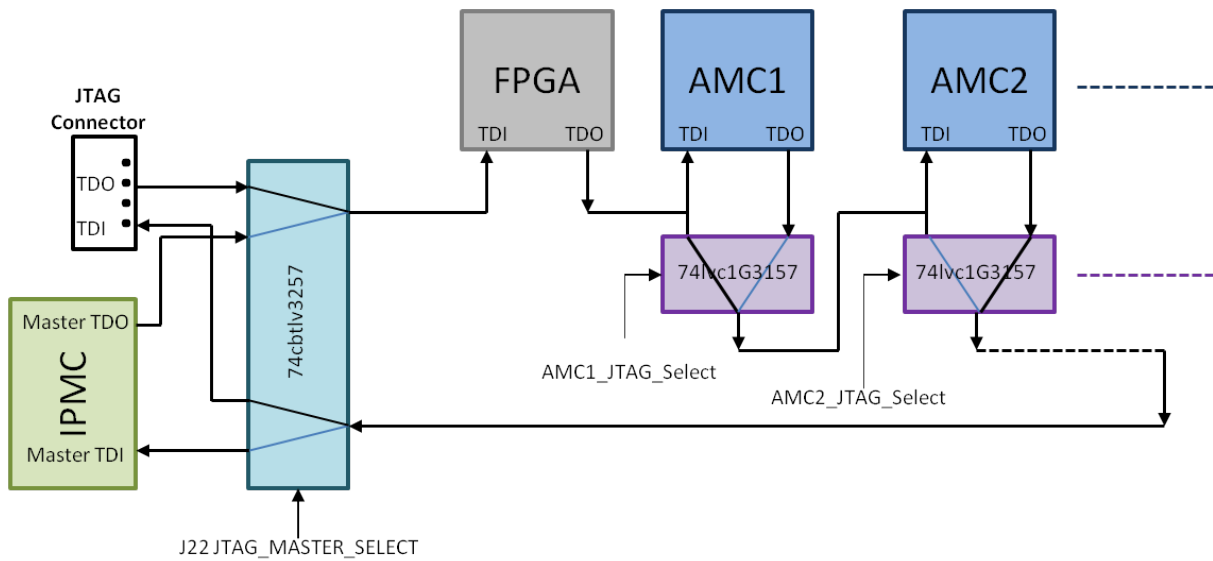 FPGA
AMC1
AMC2
TDI
TDO
TDI
TDO
TDI
TDO
JTAG
Connector
TDO
TDI
74cbtlv3257
74lvc1G3157
74lvc1G3157
Master TDO
IPMC
Master TDI
AMC1_JTAG_Select
AMC2_JTAG_Select
J22 JTAG_MASTER_SELECT